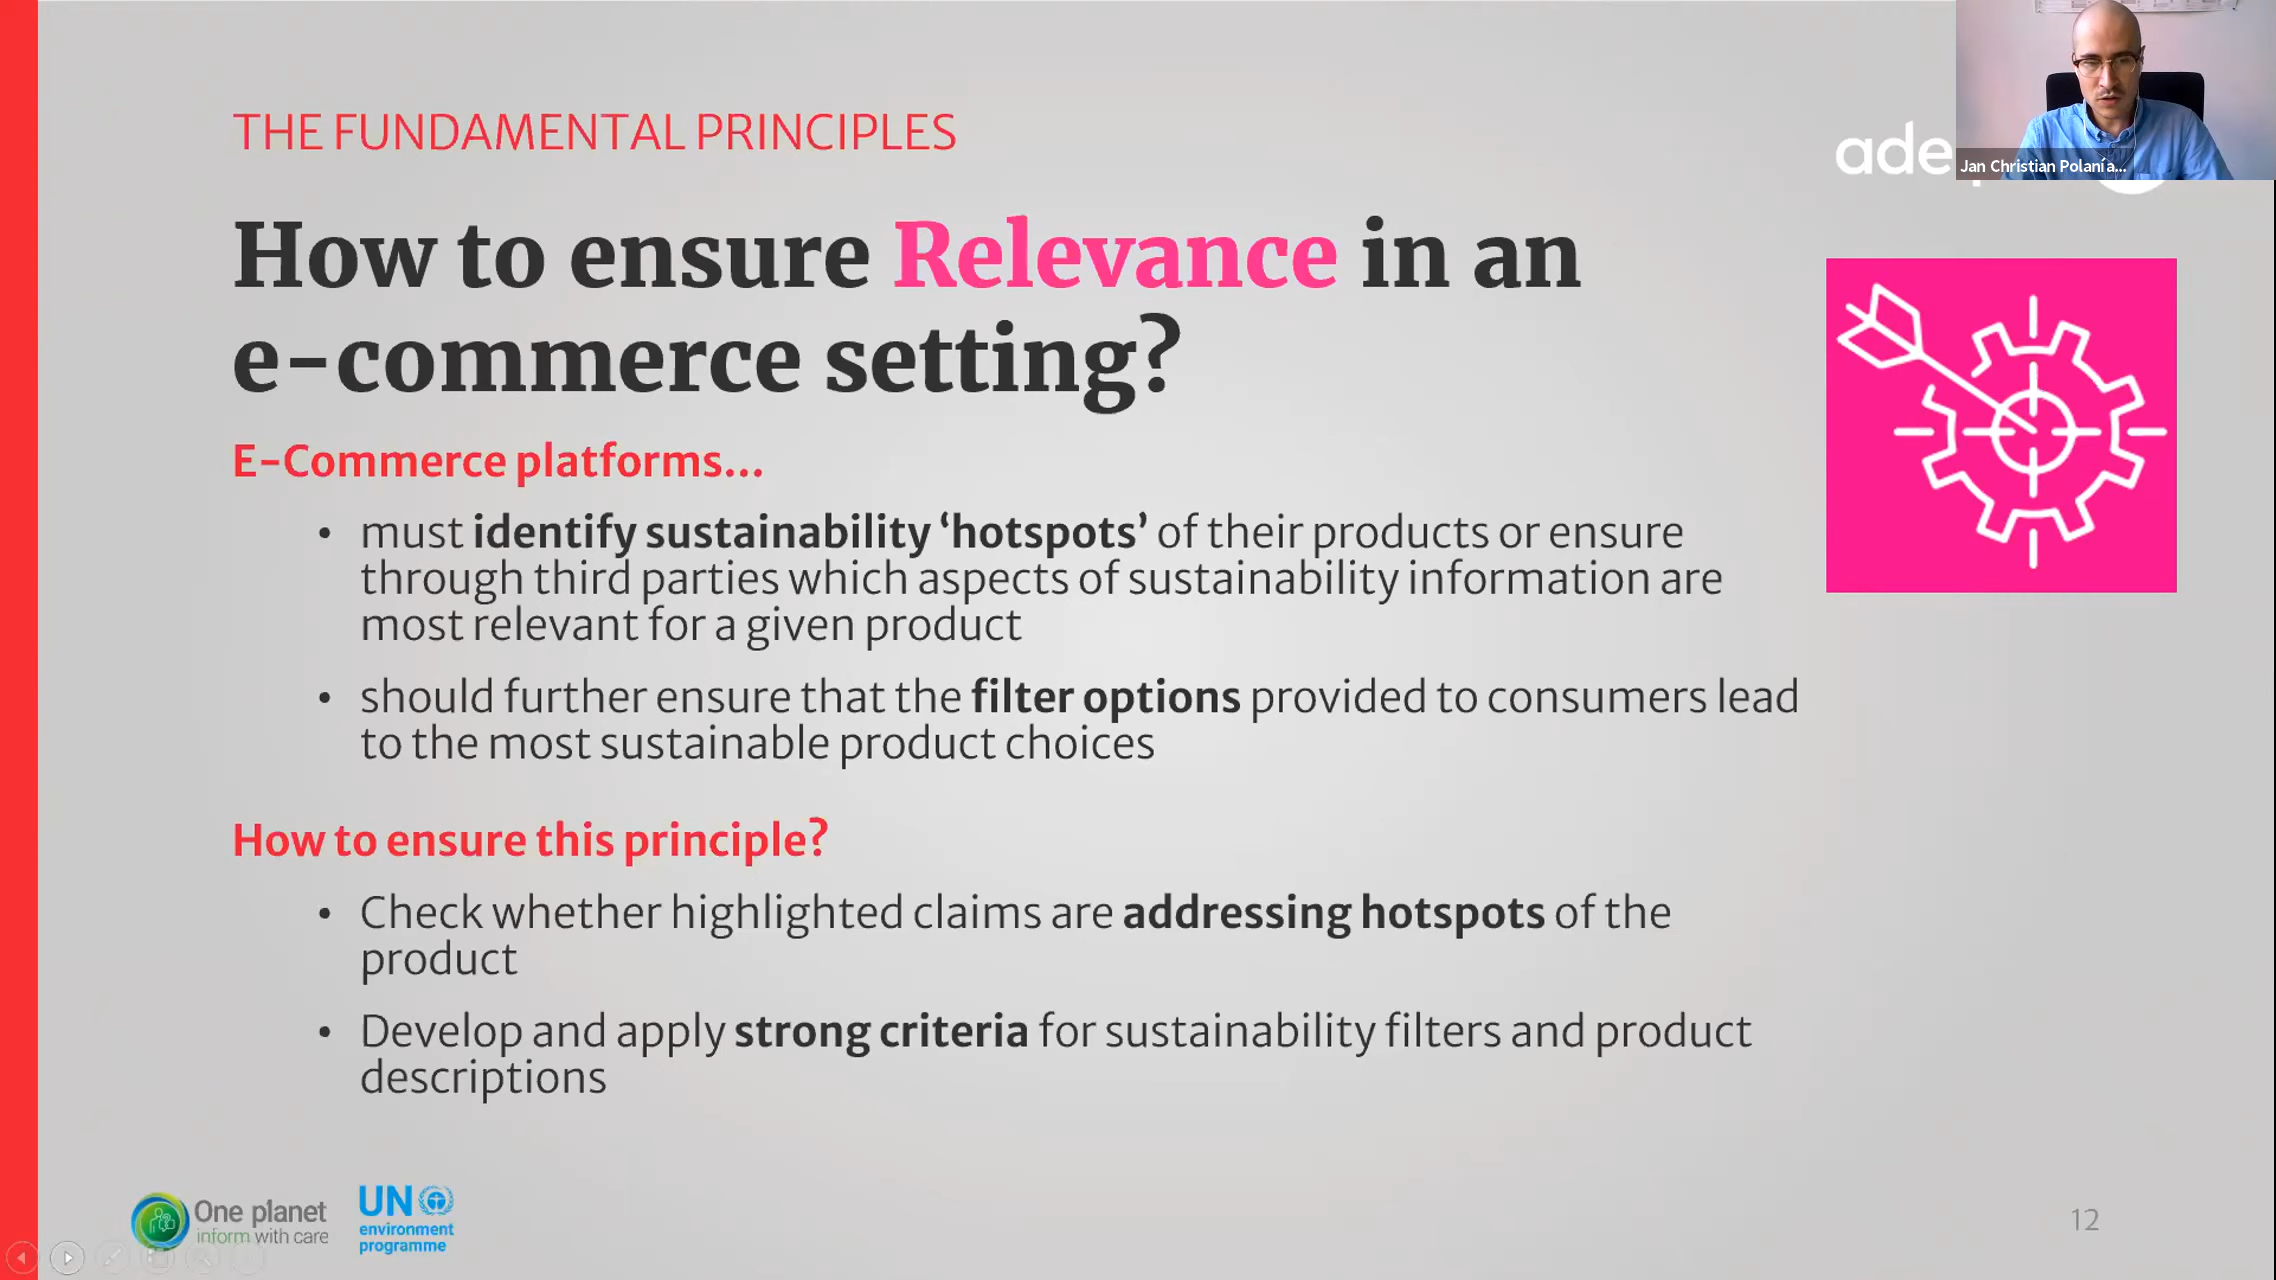 THE FUNDAMENTAL PRINCIPLES
ade
Jan Christian Polanía...
How to ensure Relevance in an
e-commerce setting?
E-Commerce platforms...
• must identify sustainability ‘hotspots’ of their products or ensure
through third parties which aspects of sustainability information are
most relevant for a given product
• should further ensure that the filter options provided to consumers lead
to the most sustainable product choices
How to ensure this principle?
• Check whether highlighted claims are addressing hotspots of the
product
• Develop and apply strong criteria for sustainability filters and product
descriptions
One planet
inform with care
UN
environment
programme
12